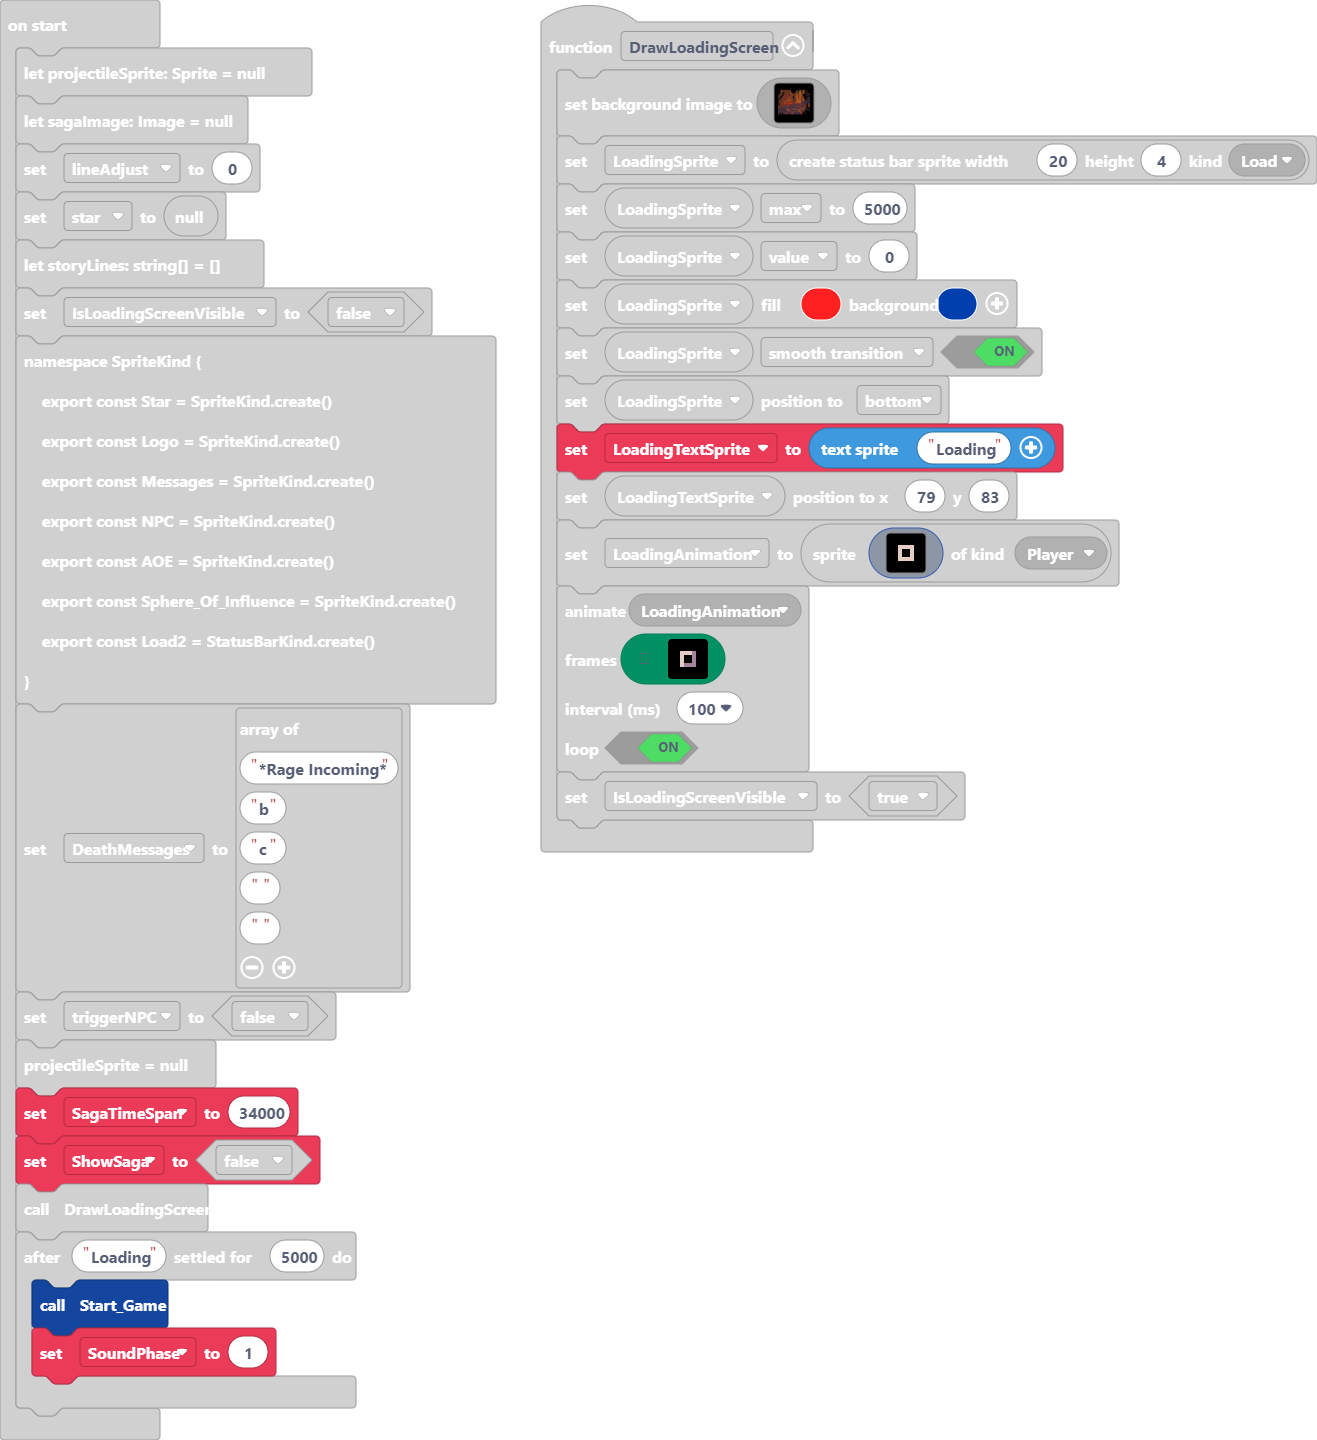 on start
let projectileSprite: Sprite = null
let sagaImage: Image = null
set lineAdjust to 0
set star to null
let storyLines: string[] = []
set IsLoadingScreenVisible to false
namespace SpriteKind {
export const Star = SpriteKind.create()
export const Logo = SpriteKind.create()
export const Messages = SpriteKind.create()
export const NPC = SpriteKind.create()
export const AOE = SpriteKind.create()
export const Sphere_Of_Influence = SpriteKind.create()
export const Load2 = StatusBarKind.create()
}
array of
"*Rage Incoming*"
"b"
set DeathMessages to "c"
" "
" "
set triggerNPC to false
projectileSprite = null
set SagaTimeSpan to 34000
set ShowSaga to false
call DrawLoadingScreen
after "Loading" settled for 5000 do
call Start_Game
set SoundPhase to 1
function DrawLoadingScreen
set background image to
set LoadingSprite to create status bar sprite width 20 height 4 kind Load
set LoadingSprite max to 5000
set LoadingSprite value to 0
set LoadingSprite fill background
set LoadingSprite smooth transition ON
set LoadingSprite position to bottom
set LoadingTextSprite to text sprite "Loading"
set LoadingTextSprite position to x 79 y 83
set LoadingAnimation to sprite of kind Player
animate LoadingAnimation
frames
interval (ms) 100
loop ON
set IsLoadingScreenVisible to true